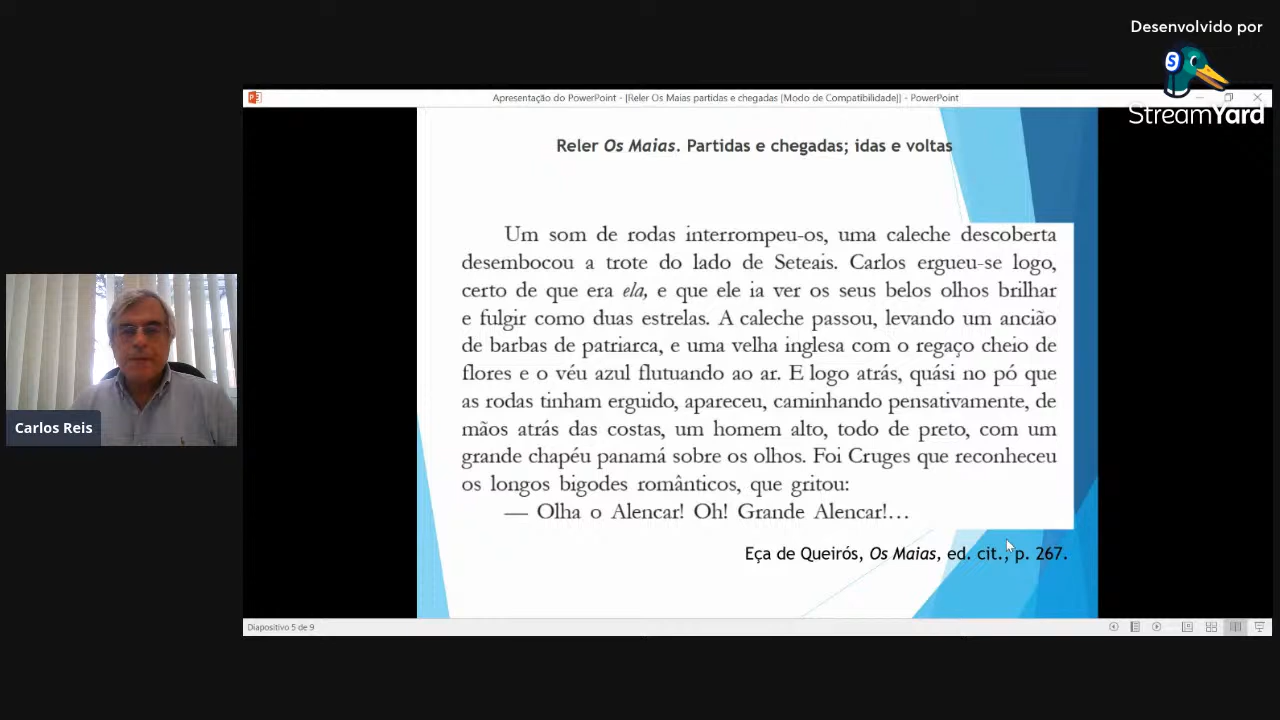 Desenvolvido por
S
StreamYard
Apresentação do PowerPoint - [Reler Os Maias partidas e chegadas [Modo de Compatibilidade]] - PowerPoint
Reler Os Maias. Partidas e chegadas; idas e voltas
Um som de rodas interrompeu-os, uma caleche descoberta
desembocou a trote do lado de Seteais. Carlos ergueu-se logo,
certo de que era ela, e que ele ia ver os seus belos olhos brilhar
e fulgir como duas estrelas. A caleche passou, levando um ancião
de barbas de patriarca, e uma velha inglesa com o regaço cheio de
flores e o véu azul flutuando ao ar. E logo atrás, quási no pó que
as rodas tinham erguido, apareceu, caminhando pensativamente, de
mãos atrás das costas, um homem alto, todo de preto, com um
grande chapéu panamá sobre os olhos. Foi Cruges que reconheceu
os longos bigodes românticos, que gritou:
— Olha o Alencar! Oh! Grande Alencar!…
Eça de Queirós, Os Maias, ed. cit., p. 267.
Carlos Reis
Diapositivo 5 de 9